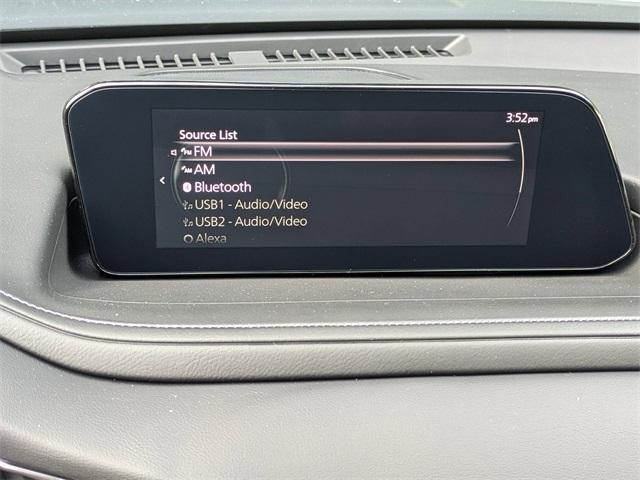 3:52pm
Source List
FM
AM
Bluetooth
USB1 - Audio/Video
USB2 - Audio/Video
Alexa